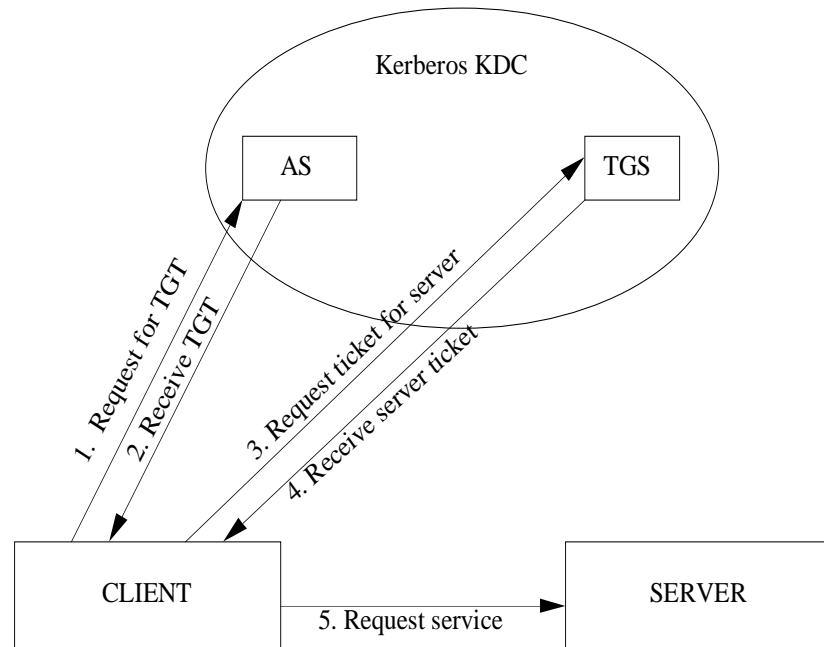 Kerberos KDC
AS
TGS
1. Request for TGT
2. Receive TGT
3. Request ticket for server
4. Receive server ticket
CLIENT
SERVER
5. Request service